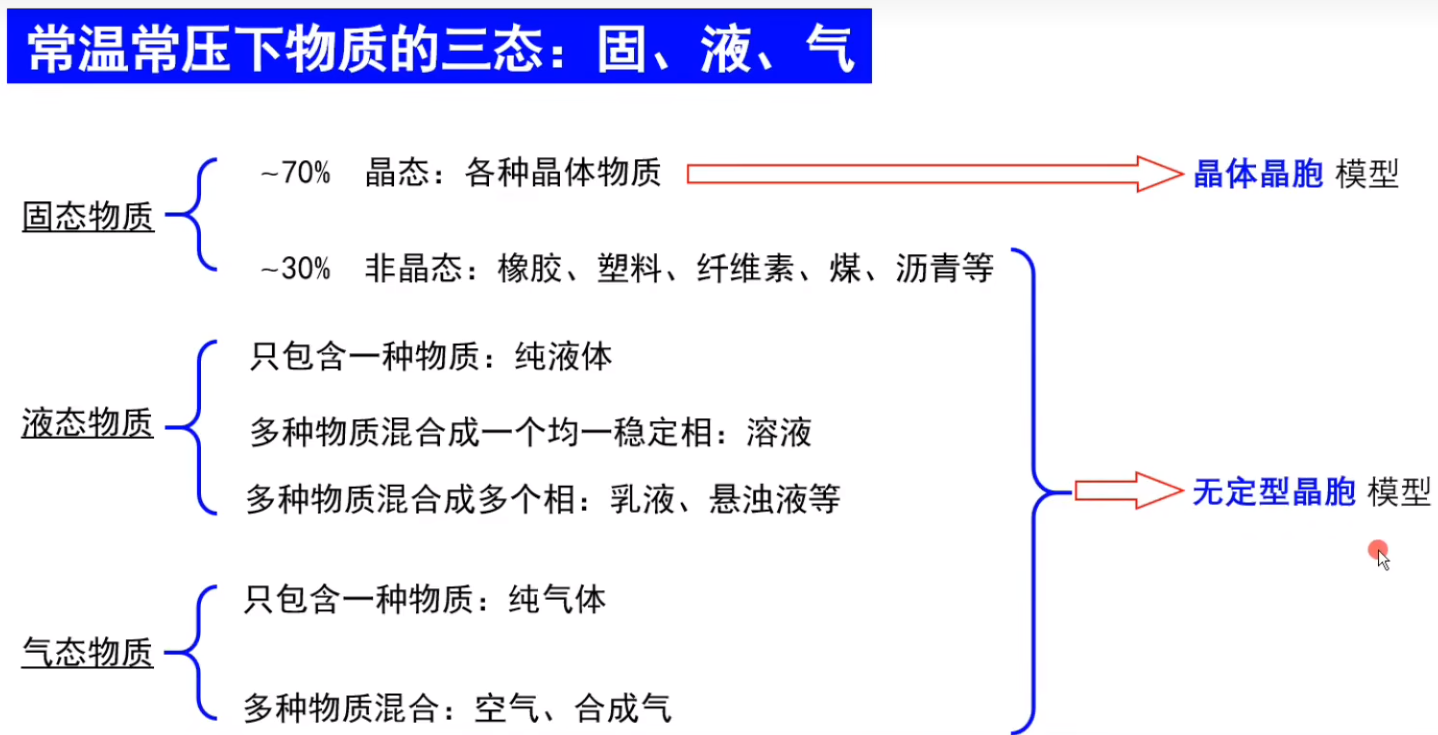 常温常压下物质的三态：固、液、气
~70% 晶态：各种晶体物质
晶体晶胞 模型
固态物质
~30% 非晶态：橡胶、塑料、纤维素、煤、沥青等
只包含一种物质：纯液体
液态物质
多种物质混合成一个均一稳定相：溶液
多种物质混合成多个相：乳液、悬浊液等
无定型晶胞 模型
只包含一种物质：纯气体
气态物质
多种物质混合：空气、合成气